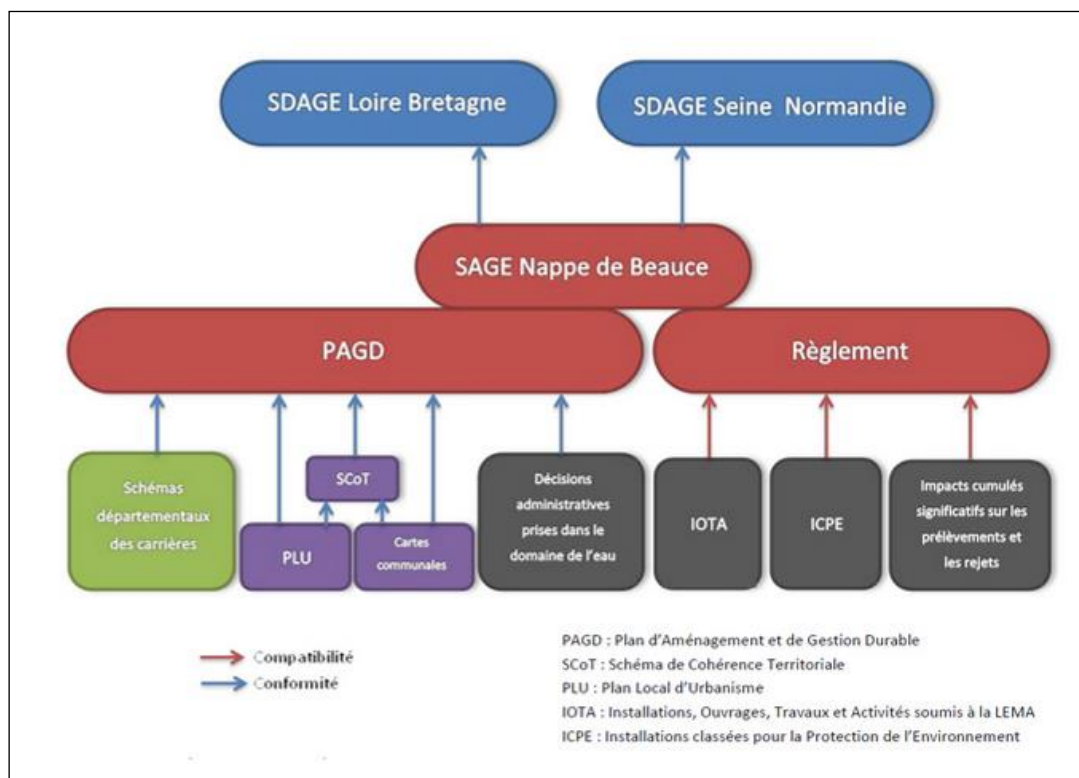 SDAGE Loire Bretagne
SDAGE Seine Normandie
SAGE Nappe de Beauce
PAGD
Règlement
Schémas
départementaux
des carrières
SCoT
PLU
Cartes
communales
Décisions
administratives
prises dans le
domaine de l'eau
IOTA
ICPE
Impacts cumulés
significatifs sur les
prélèvements et
les rejets
Compatibilité
Conformité
PAGD : Plan d'Aménagement et de Gestion Durable
SCoT : Schéma de Cohérence Territoriale
PLU : Plan Local d'Urbanisme
IOTA : Installations, Ouvrages, Travaux et Activités soumis à la LEMA
ICPE : Installations classées pour la Protection de l'Environnement